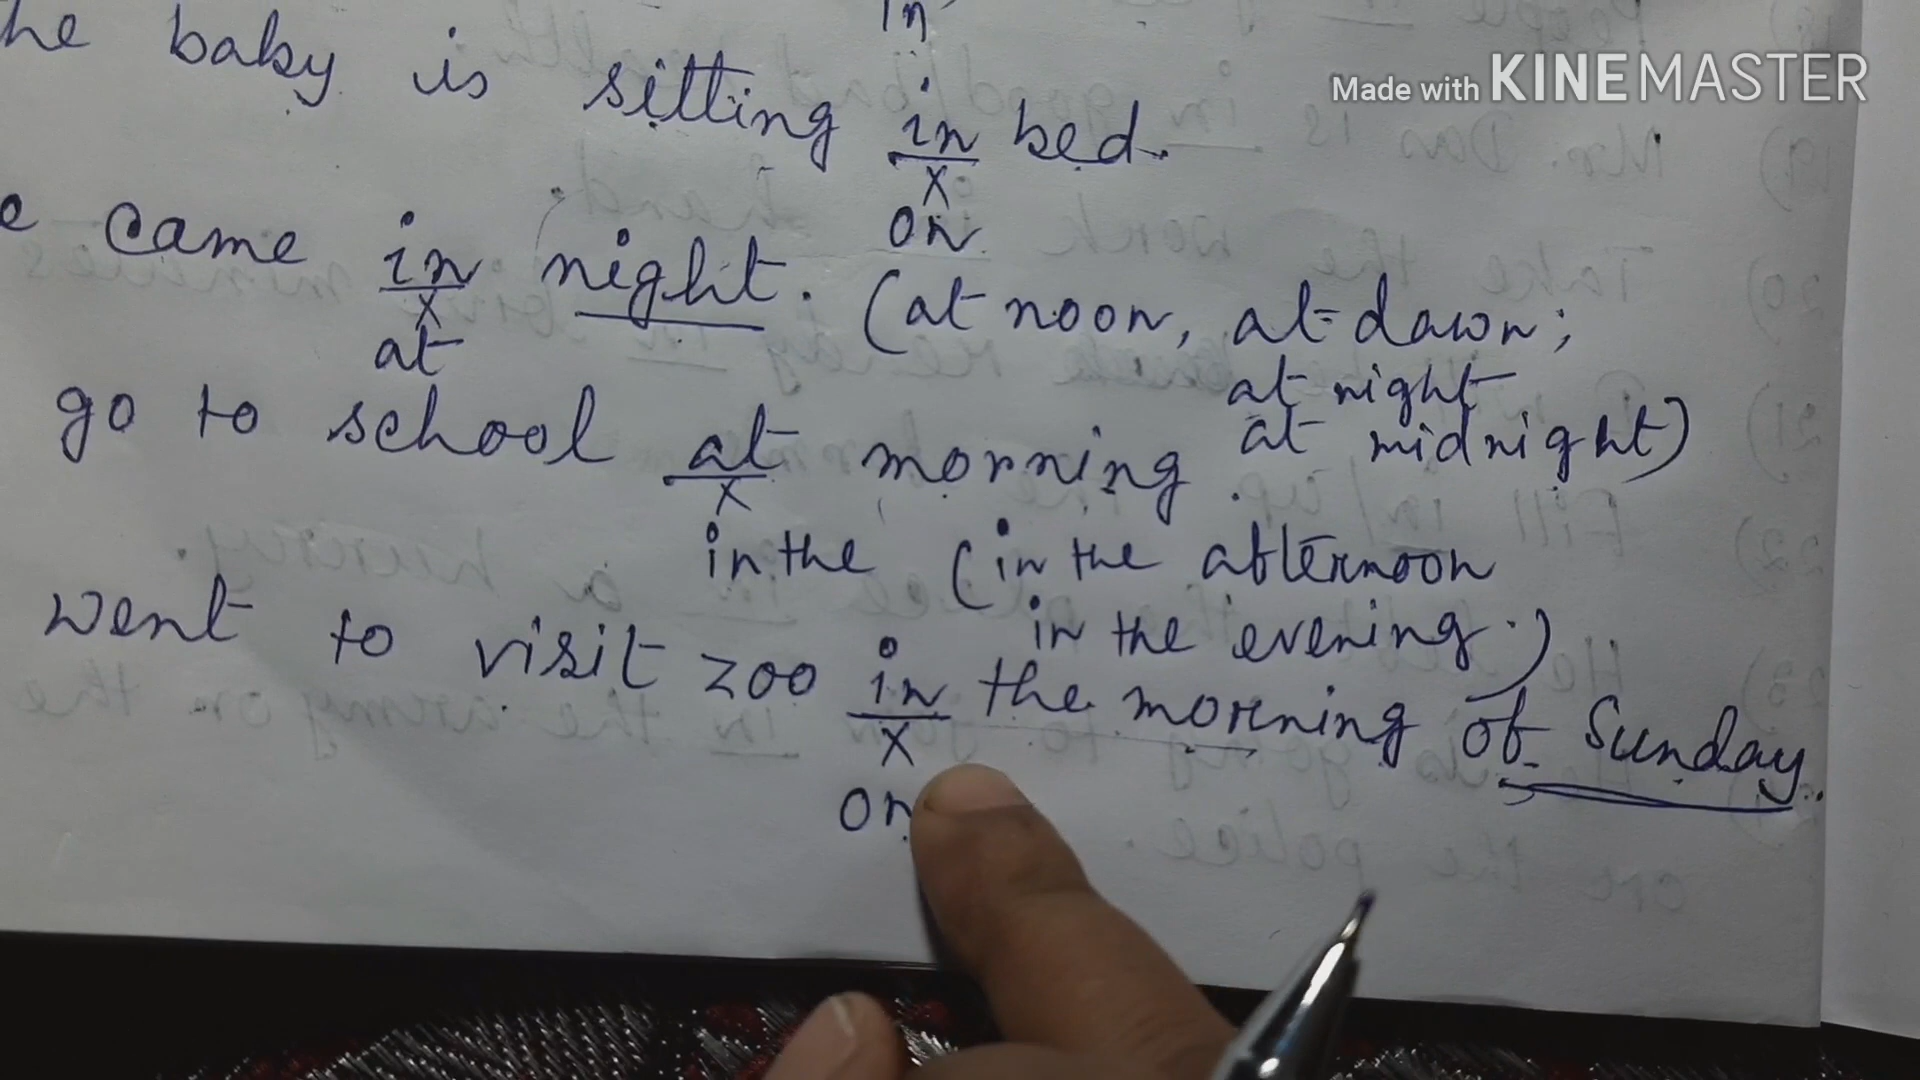 in
he baby is sitting in bed.
X
on
Made with KINEMASTER
e came in night. (at noon, at dawn;
X
at
at night
at midnight)
go to school at morning.
X
in the (in the afternoon
in the evening.)
went to visit zoo in the morning of Sunday.
X
on